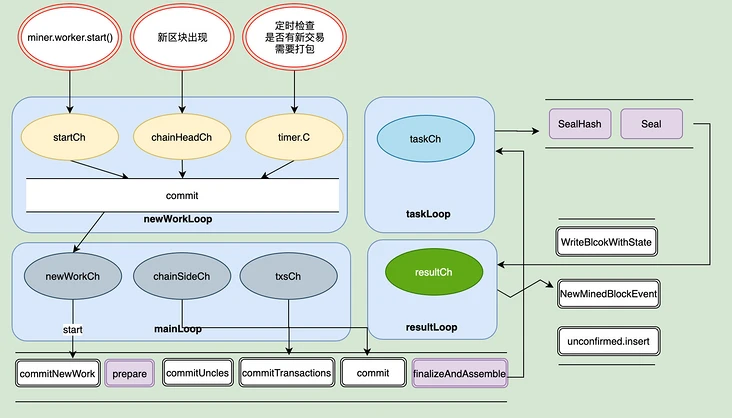 miner.worker.start()
新区块出现
定时检查
是否有新交易
需要打包
startCh
chainHeadCh
timer.C
commit
newWorkLoop
taskCh
taskLoop
SealHash
Seal
newWorkCh
chainSideCh
txsCh
start
mainLoop
resultCh
resultLoop
WriteBlcokWithState
NewMinedBlockEvent
unconfirmed.insert
commitNewWork
prepare
commitUncles
commitTransactions
commit
finalizeAndAssemble